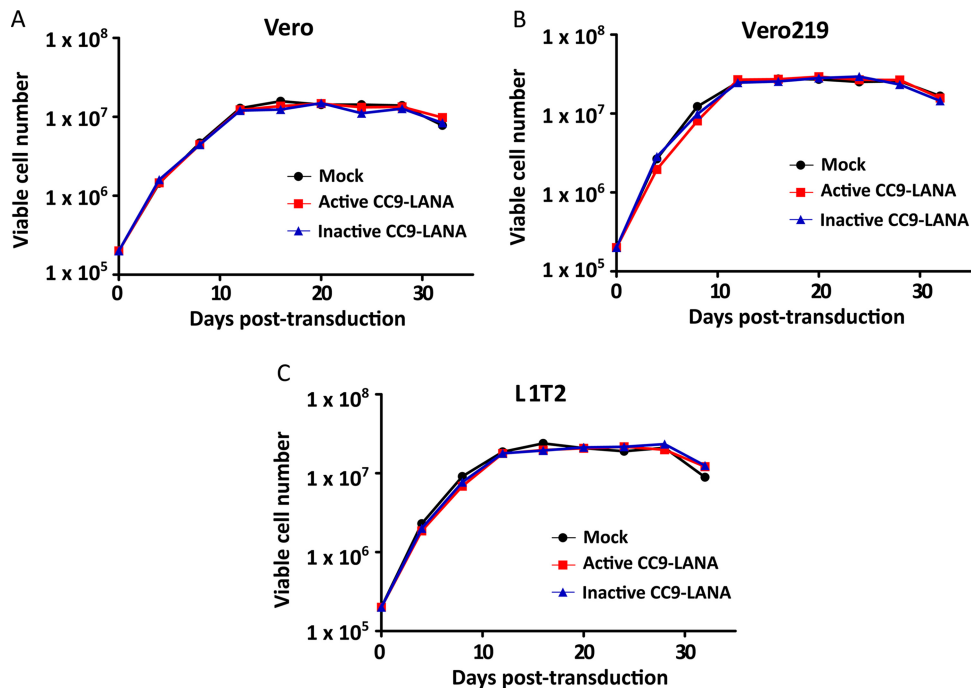 A
Vero
1 x 10⁸
1 x 10⁷
1 x 10⁶
1 x 10⁵
Viable cell number
Mock
Active CC9-LANA
Inactive CC9-LANA
0 10 20 30
Days post-transduction
B
Vero219
1 x 10⁸
1 x 10⁷
1 x 10⁶
1 x 10⁵
Viable cell number
Mock
Active CC9-LANA
Inactive CC9-LANA
0 10 20 30
Days post-transduction
C
L1T2
1 x 10⁸
1 x 10⁷
1 x 10⁶
1 x 10⁵
Viable cell number
Mock
Active CC9-LANA
Inactive CC9-LANA
0 10 20 30
Days post-transduction